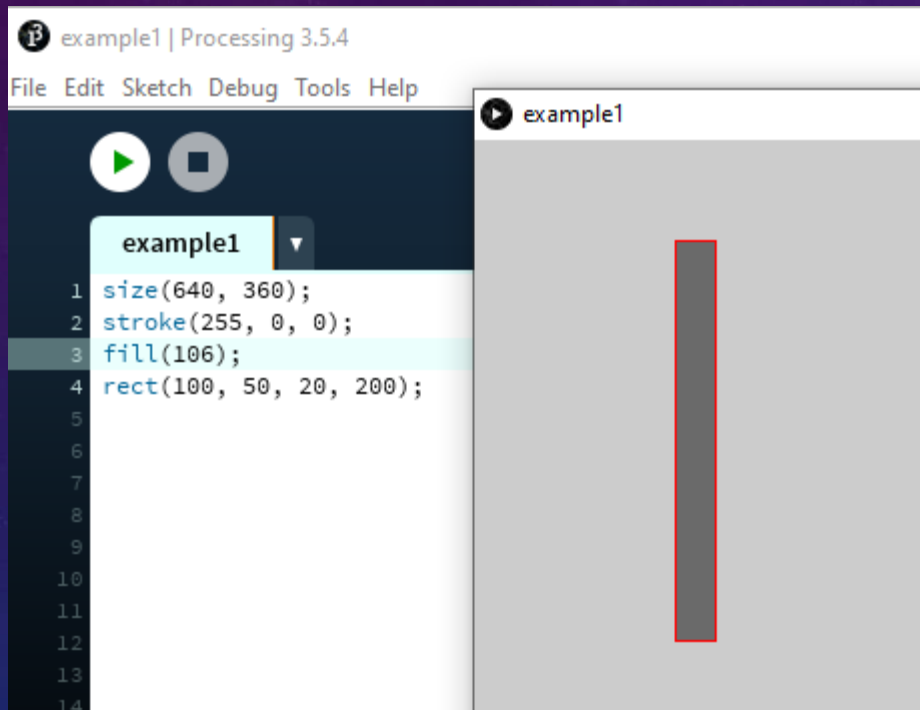 example1 | Processing 3.5.4
File Edit Sketch Debug Tools Help
example1
example1
1 size(640, 360);
2 stroke(255, 0, 0);
3 fill(106);
4 rect(100, 50, 20, 200);
5
6
7
8
9
10
11
12
13
14